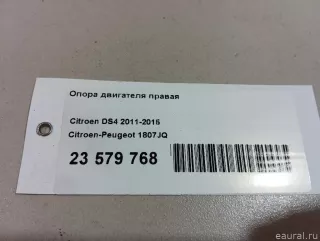 Опора двигателя правая
Citroen DS4 2011-2015
Citroen-Peugeot 1807JQ
23 579 768
eaural.ru